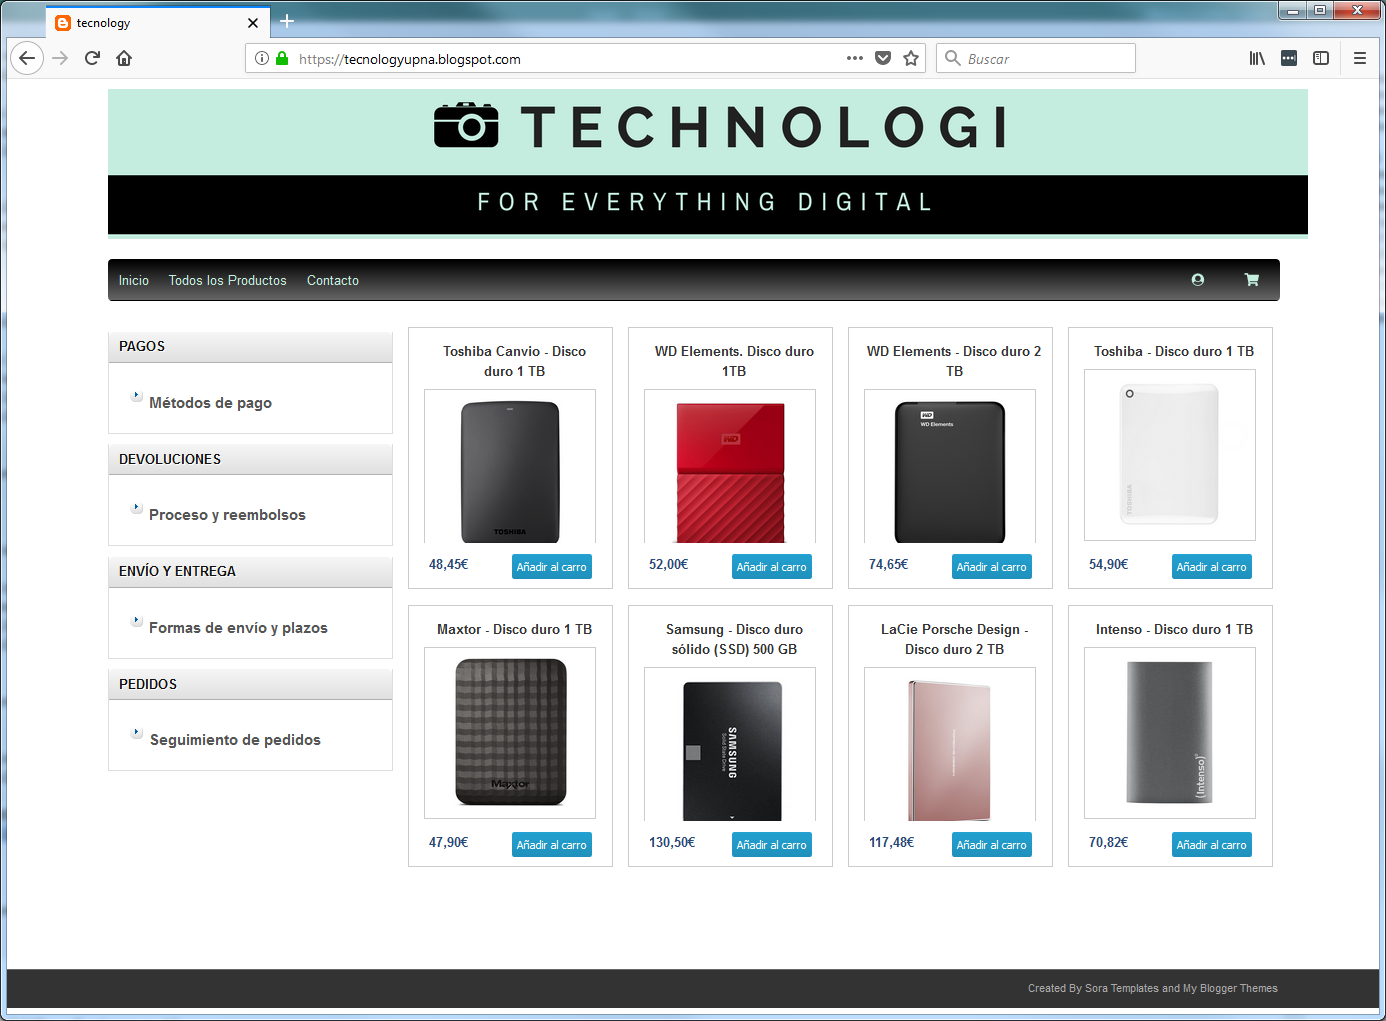 tecnology
https://tecnologyupna.blogspot.com
Buscar
TECHNOLOGI
FOR EVERYTHING DIGITAL
Inicio
Todos los Productos
Contacto
PAGOS
Métodos de pago
DEVOLUCIONES
Proceso y reembolsos
ENVÍO Y ENTREGA
Formas de envío y plazos
PEDIDOS
Seguimiento de pedidos
Toshiba Canvio - Disco
duro 1 TB
TOSHIBA
48,45€
Añadir al carro
WD Elements. Disco duro
1TB
WD
52,00€
Añadir al carro
WD Elements - Disco duro 2
TB
WD
WD Elements
74,65€
Añadir al carro
Toshiba - Disco duro 1 TB
TOSHIBA
54,90€
Añadir al carro
Maxtor - Disco duro 1 TB
Maxtor
47,90€
Añadir al carro
Samsung - Disco duro
sólido (SSD) 500 GB
SAMSUNG
Solid State Drive
130,50€
Añadir al carro
LaCie Porsche Design -
Disco duro 2 TB
117,48€
Añadir al carro
Intenso - Disco duro 1 TB
(intenso)
70,82€
Añadir al carro
Created By Sora Templates and My Blogger Themes